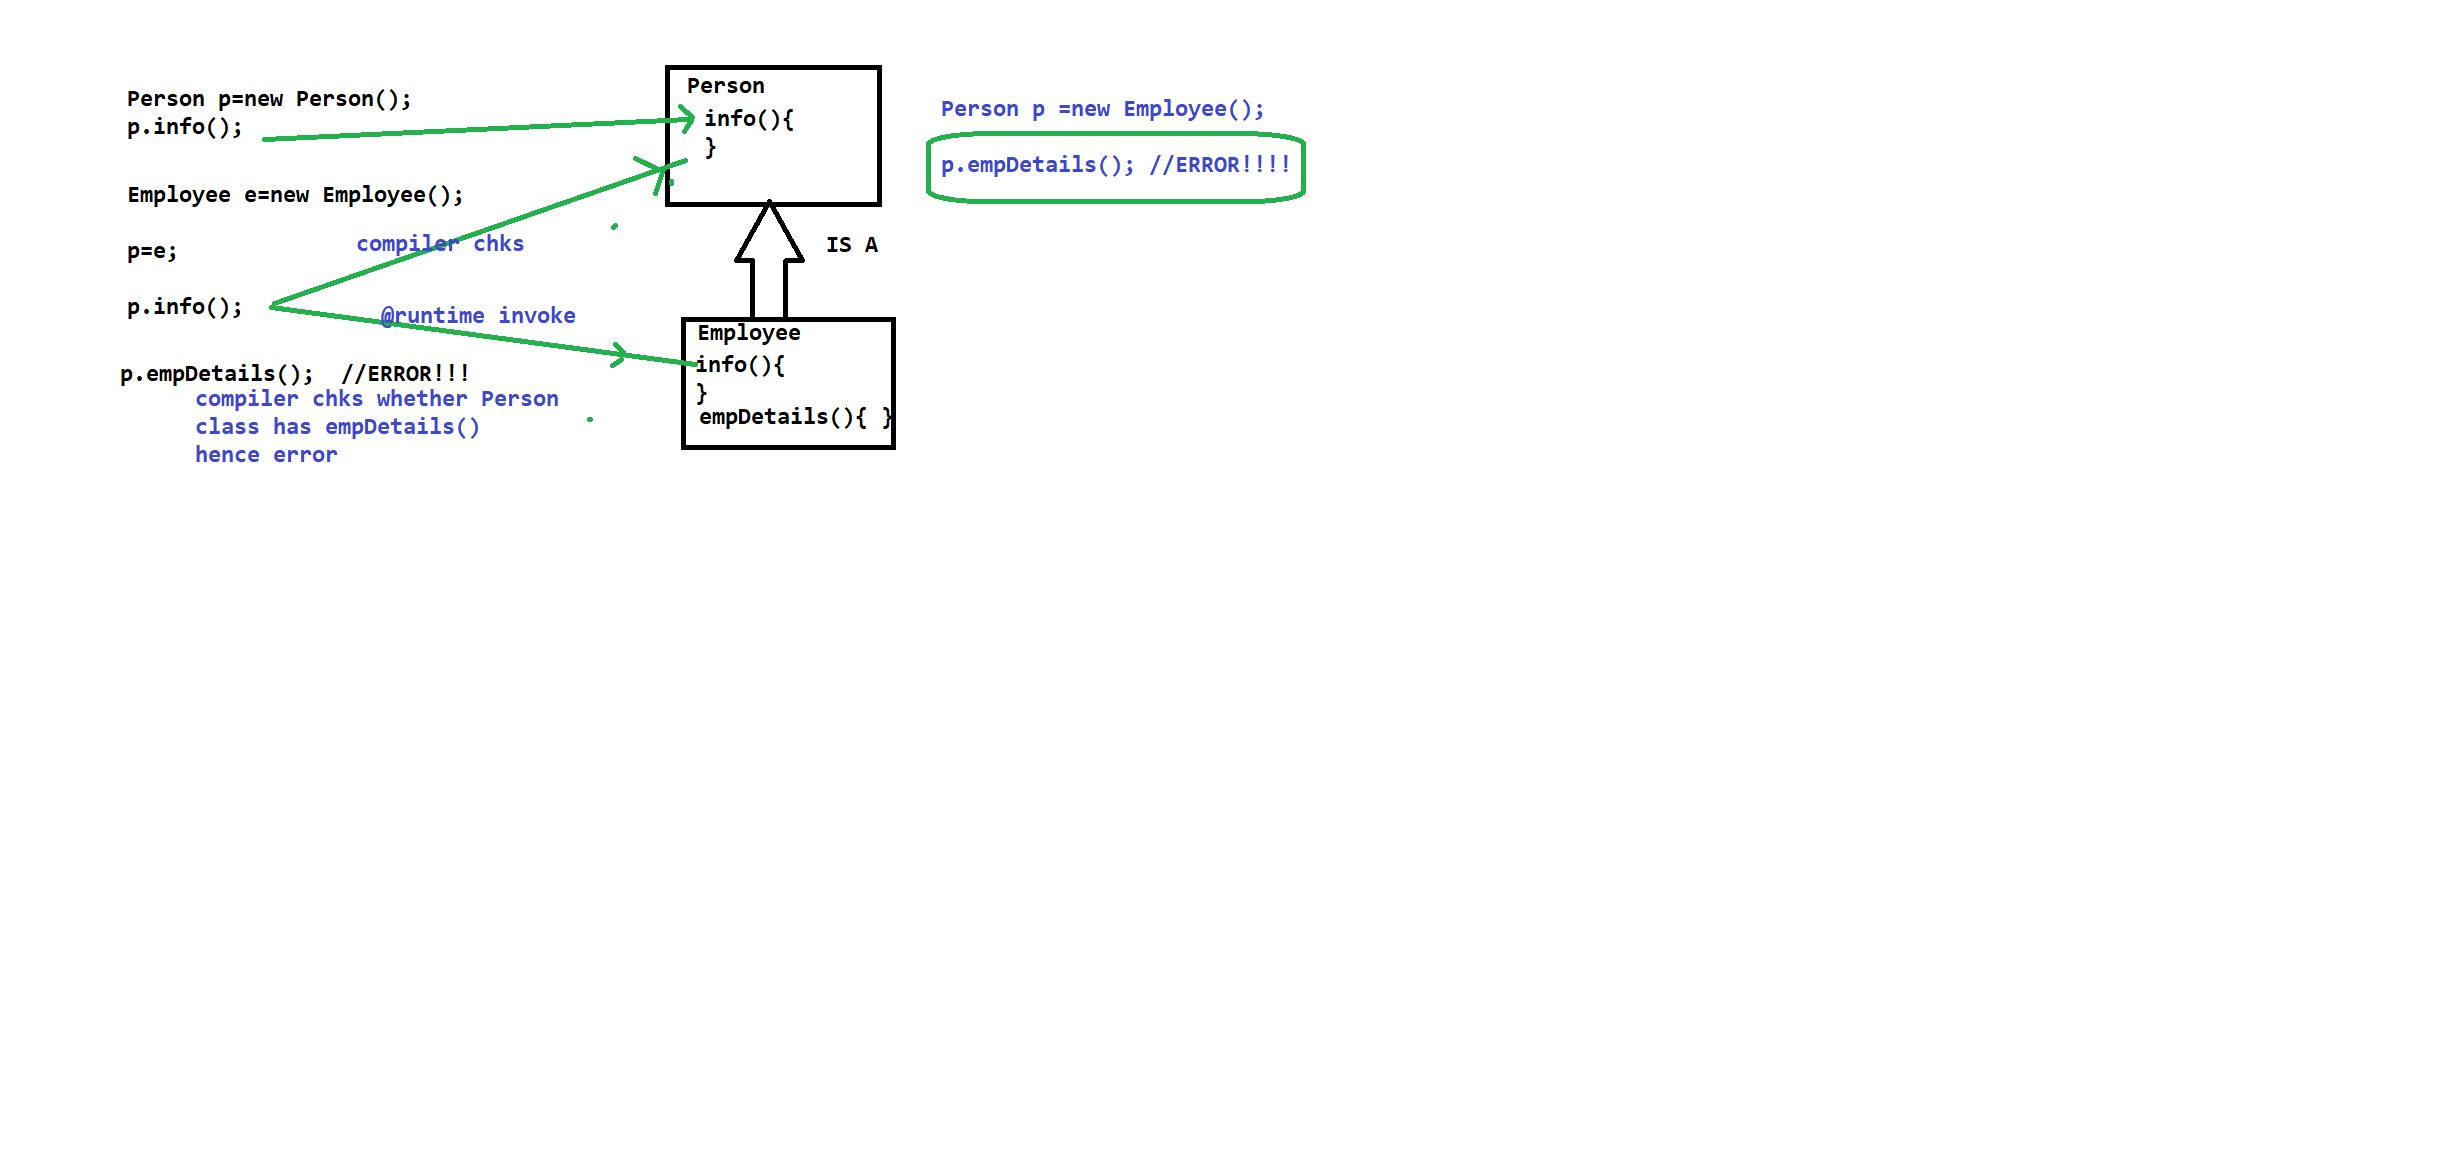 Person p=new Person();
p.info();
Employee e=new Employee();
p=e;
compiler chks
p.info();
@runtime invoke
p.empDetails();  //ERROR!!!
compiler chks whether Person
class has empDetails()
hence error
Person
info(){
}
IS A
Employee
info(){
}
empDetails(){ }
Person p =new Employee();
p.empDetails(); //ERROR!!!!